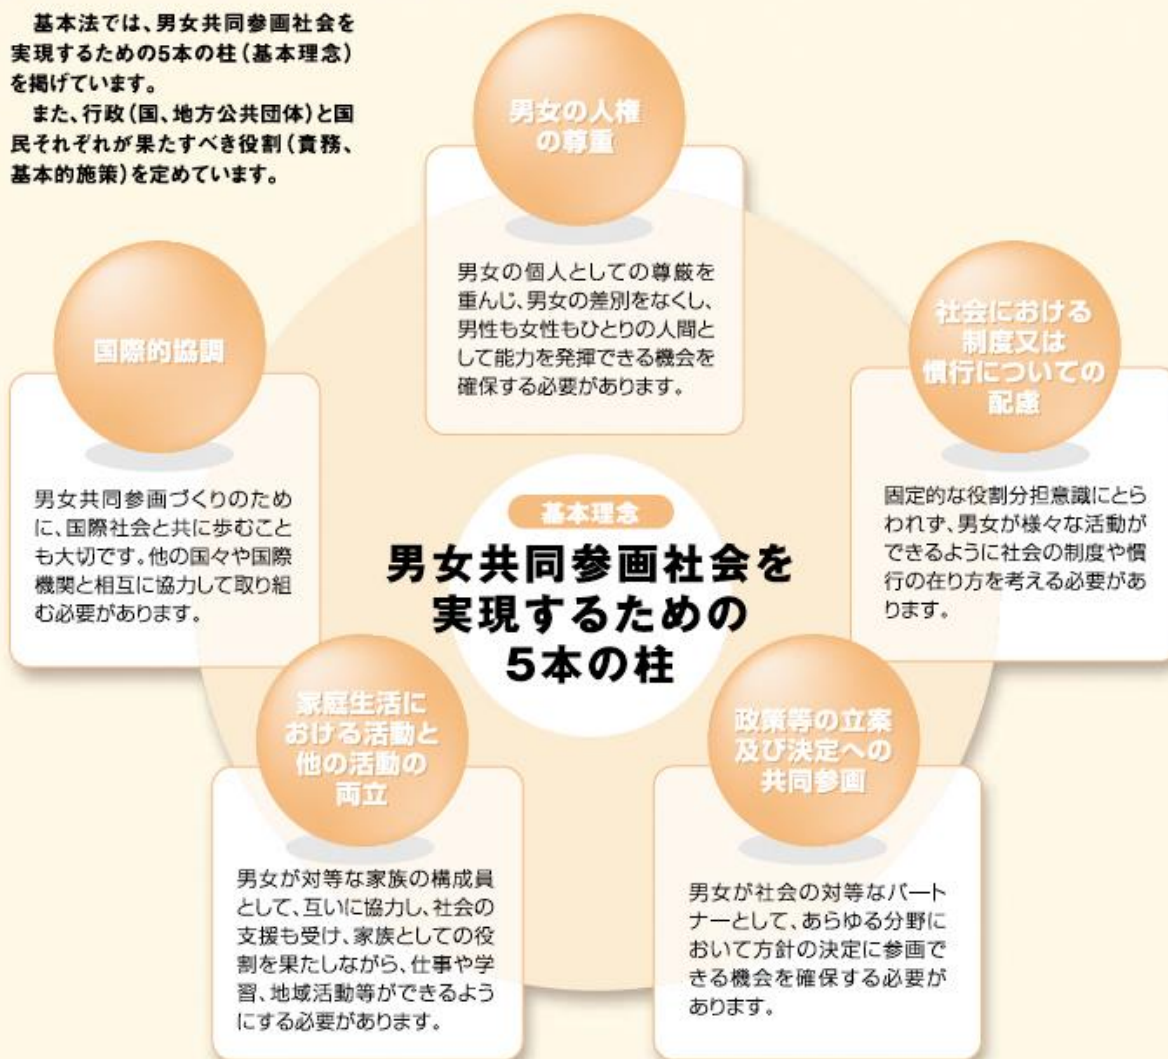 基本法では、男女共同参画社会を
実現するための5本の柱（基本理念）
を掲げています。
また、行政（国、地方公共団体）と国
民それぞれが果たすべき役割（責務、
基本的施策）を定めています。
男女の人権
の尊重
男女の個人としての尊厳を
重んじ、男女の差別をなくし、
男性も女性もひとりの人間と
して能力を発揮できる機会を
確保する必要があります。
国際的協調
男女共同参画づくりのため
に、国際社会と共に歩むこと
も大切です。他の国々や国際
機関と相互に協力して取り組
む必要があります。
社会における
制度又は
慣行についての
配慮
固定的な役割分担意識にとら
われず、男女が様々な活動が
できるように社会の制度や慣
行の在り方を考える必要があ
ります。
基本理念
男女共同参画社会を
実現するための
5本の柱
家庭生活に
おける活動と
他の活動の
両立
男女が対等な家族の構成員
として、互いに協力し、社会の
支援も受け、家族としての役
割を果たしながら、仕事や学
習、地域活動等ができるよう
にする必要があります。
政策等の立案
及び決定への
共同参画
男女が社会の対等なパート
ナーとして、あらゆる分野に
おいて方針の決定に参画で
きる機会を確保する必要が
あります。